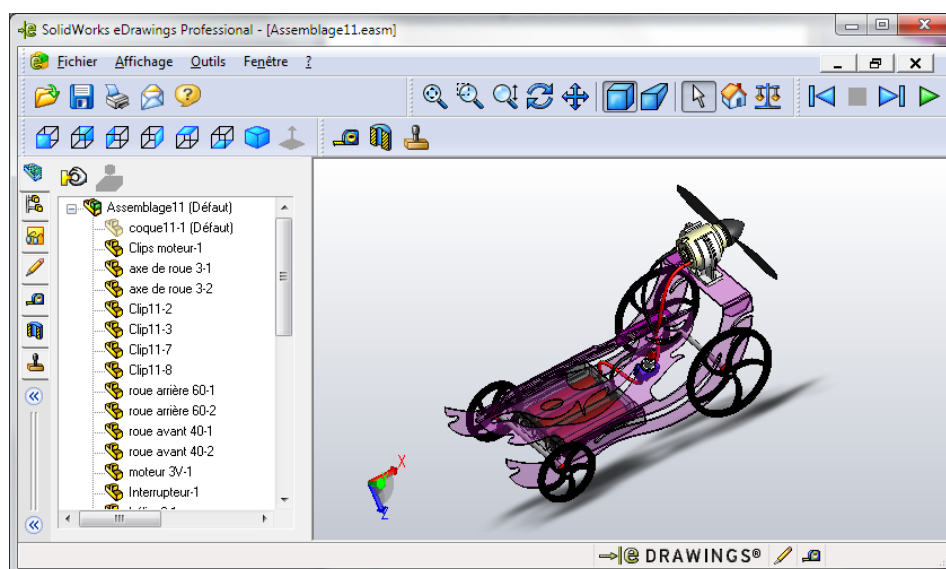 SolidWorks eDrawings Professional - [Assemblage11.easm]
Fichier Affichage Outils Fenêtre ?
Assemblage11 (Défaut)
coque11-1 (Défaut)
Clips moteur-1
axe de roue 3-1
axe de roue 3-2
Clip11-2
Clip11-3
Clip11-7
Clip11-8
roue arrière 60-1
roue arrière 60-2
roue avant 40-1
roue avant 40-2
moteur 3V-1
Interrupteur-1
X
Z
eDRAWINGS®